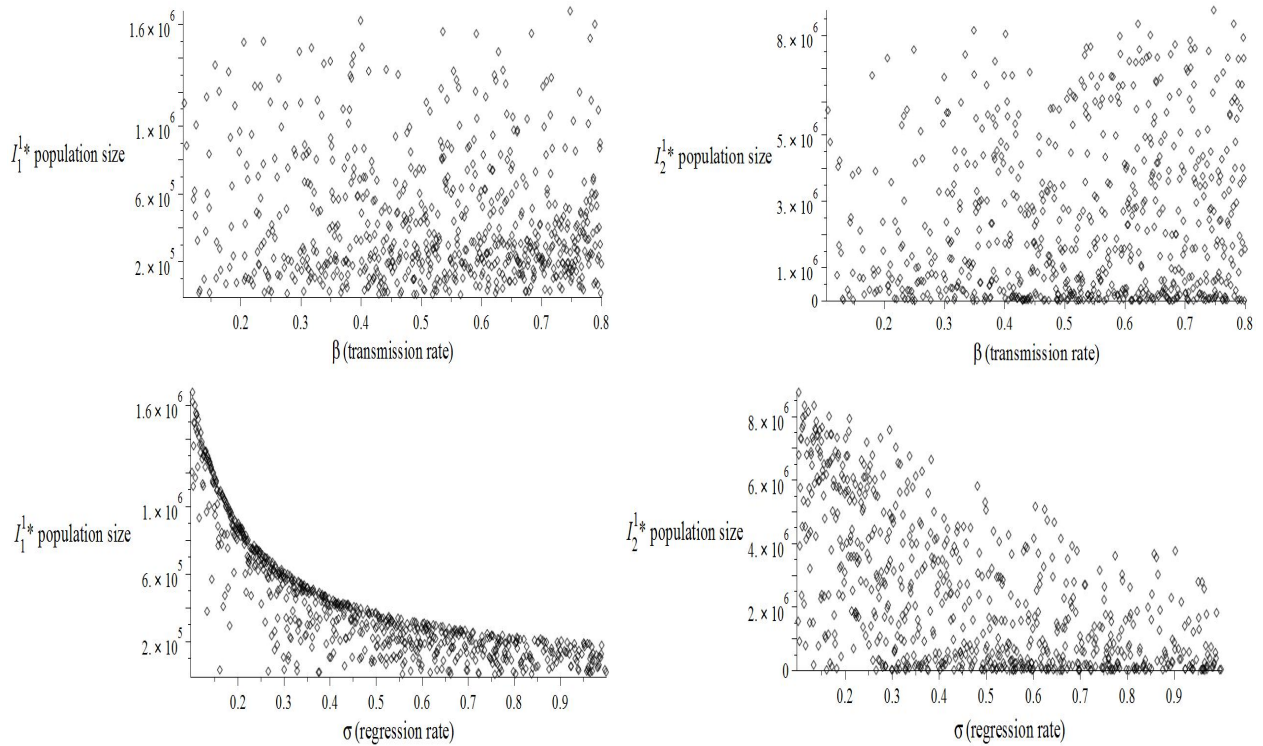 1.6 × 10⁶
1. × 10⁶
I₁¹* population size
6. × 10⁵
2. × 10⁵
0.2 0.3 0.4 0.5 0.6 0.7 0.8
β (transmission rate)
8. × 10⁶
5. × 10⁶
I₂¹* population size
3. × 10⁶
1. × 10⁶
0
0.2 0.3 0.4 0.5 0.6 0.7 0.8
β (transmission rate)
1.6 × 10⁶
1. × 10⁶
I₁¹* population size
6. × 10⁵
2. × 10⁵
0.2 0.3 0.4 0.5 0.6 0.7 0.8 0.9
σ (regression rate)
8. × 10⁶
6. × 10⁶
I₂¹* population size
4. × 10⁶
2. × 10⁶
0
0.2 0.3 0.4 0.5 0.6 0.7 0.8 0.9
σ (regression rate)